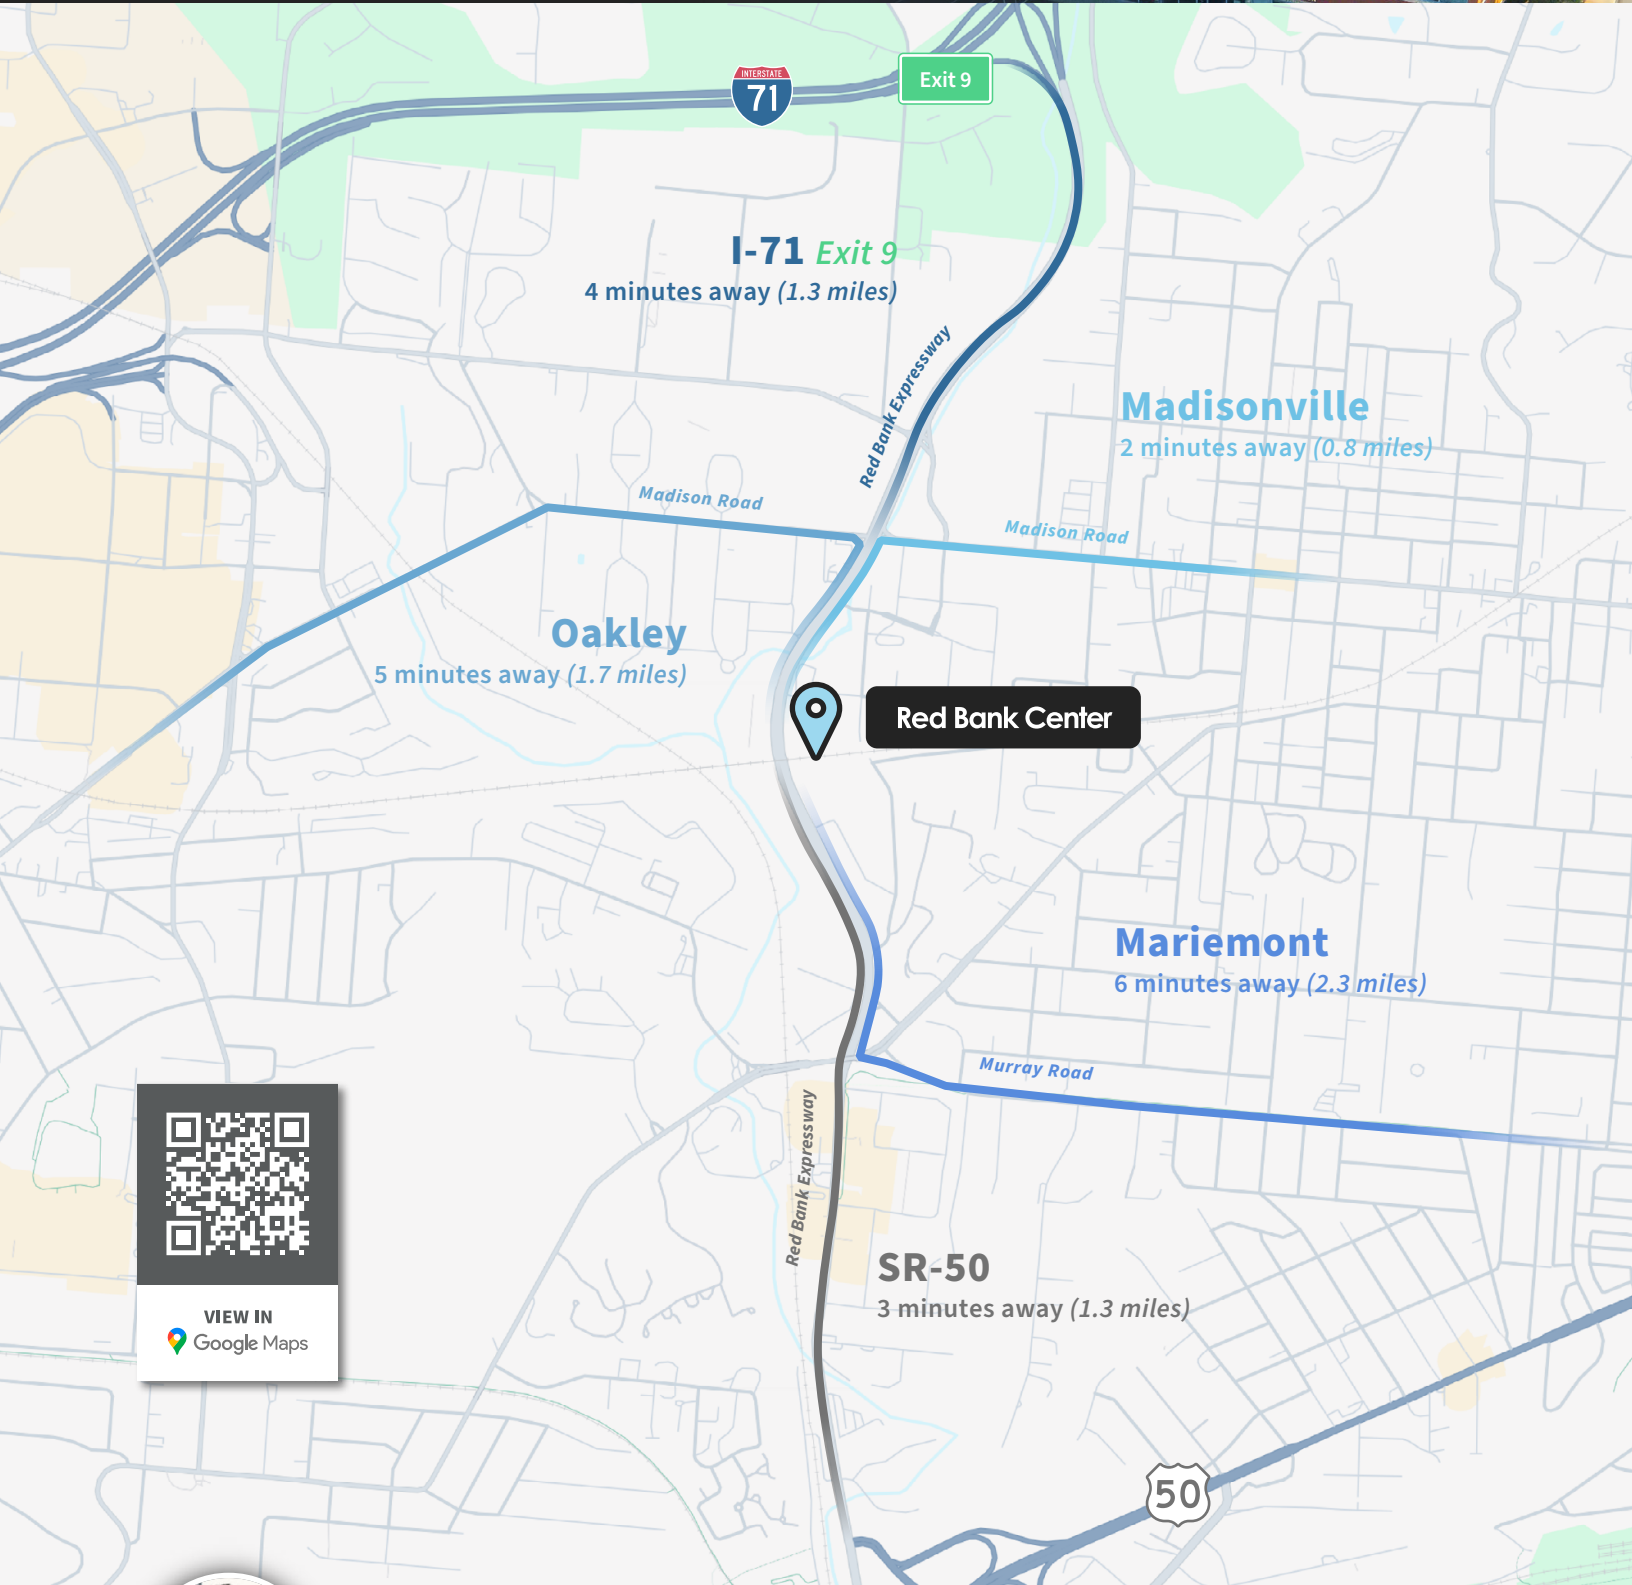 INTERSTATE
71
Exit 9
I-71 Exit 9
4 minutes away (1.3 miles)
Red Bank Expressway
Madisonville
2 minutes away (0.8 miles)
Madison Road
Madison Road
Oakley
5 minutes away (1.7 miles)
Red Bank Center
Mariemont
6 minutes away (2.3 miles)
Murray Road
Red Bank Expressway
SR-50
3 minutes away (1.3 miles)
VIEW IN
Google Maps
50